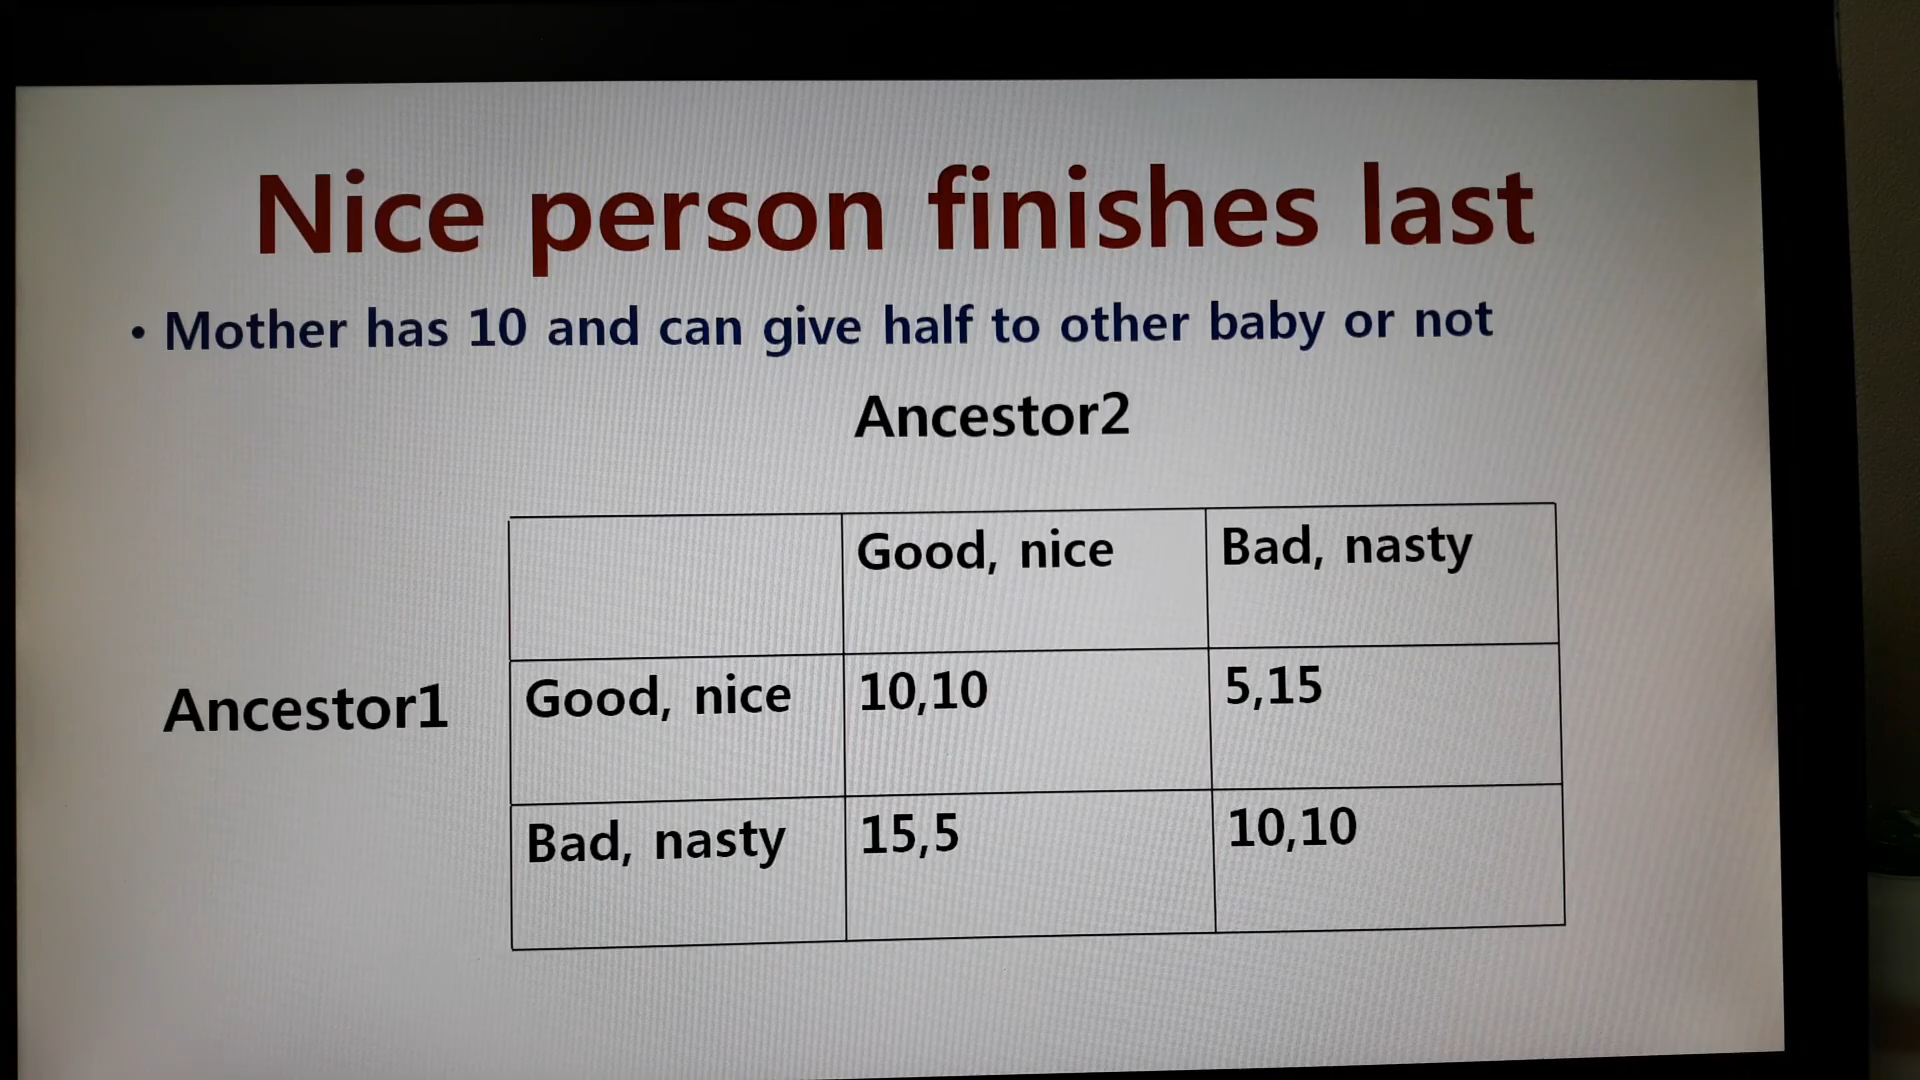 Nice person finishes last
• Mother has 10 and can give half to other baby or not
Ancestor2
Good, nice Bad, nasty
Ancestor1 Good, nice 10,10 5,15
Bad, nasty 15,5 10,10